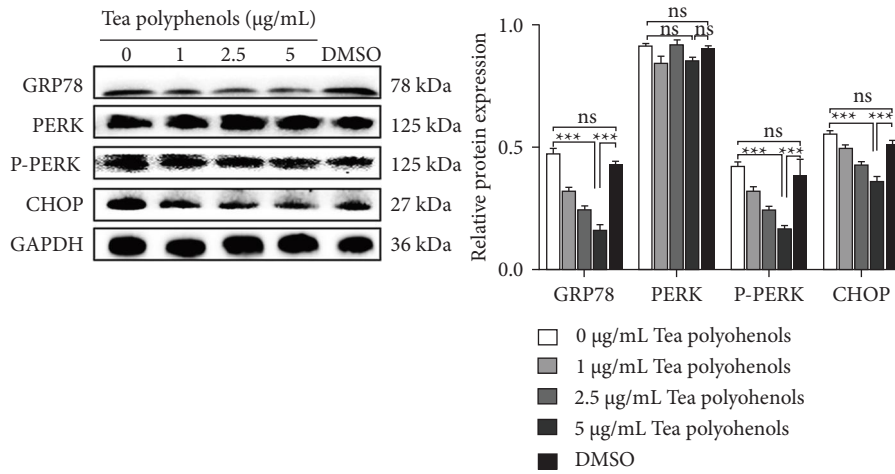 Tea polyphenols (µg/mL)
0 1 2.5 5 DMSO
GRP78 78 kDa
PERK 125 kDa
P-PERK 125 kDa
CHOP 27 kDa
GAPDH 36 kDa
Relative protein expression
1.0
0.5
0.0
ns
*** ***
ns
ns ns
ns
*** ***
ns
*** ***
GRP78 PERK P-PERK CHOP
0 µg/mL Tea polyohenols
1 µg/mL Tea polyohenols
2.5 µg/mL Tea polyohenols
5 µg/mL Tea polyohenols
DMSO